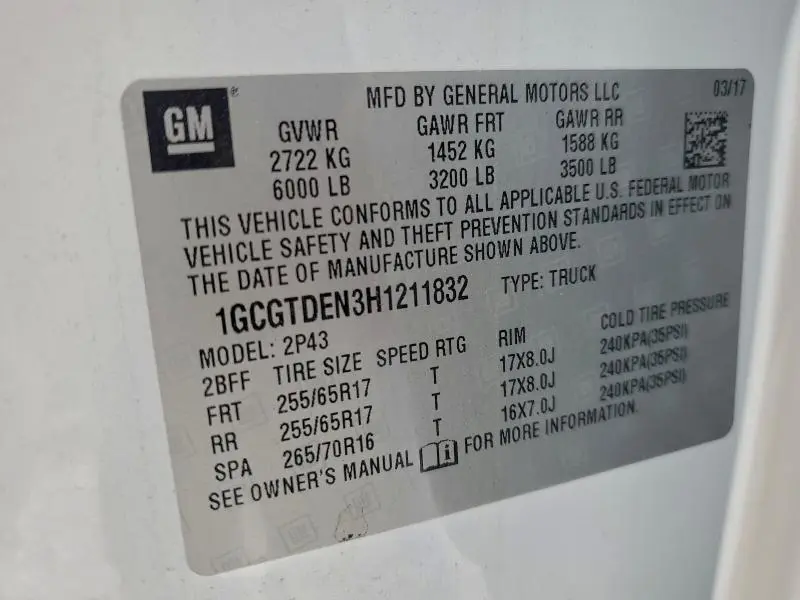 GM®
MFD BY GENERAL MOTORS LLC 03/17
GVWR GAWR FRT GAWR RR
2722 KG 1452 KG 1588 KG
6000 LB 3200 LB 3500 LB
THIS VEHICLE CONFORMS TO ALL APPLICABLE U.S. FEDERAL MOTOR
VEHICLE SAFETY AND THEFT PREVENTION STANDARDS IN EFFECT ON
THE DATE OF MANUFACTURE SHOWN ABOVE.
1GCGTDEN3H1211832 TYPE: TRUCK
MODEL: 2P43
2BFF TIRE SIZE SPEED RTG RIM COLD TIRE PRESSURE
FRT 255/65R17 T 17X8.0J 240KPA(35PSI)
RR 255/65R17 T 17X8.0J 240KPA(35PSI)
SPA 265/70R16 T 16X7.0J 240KPA(35PSI)
SEE OWNER'S MANUAL FOR MORE INFORMATION.